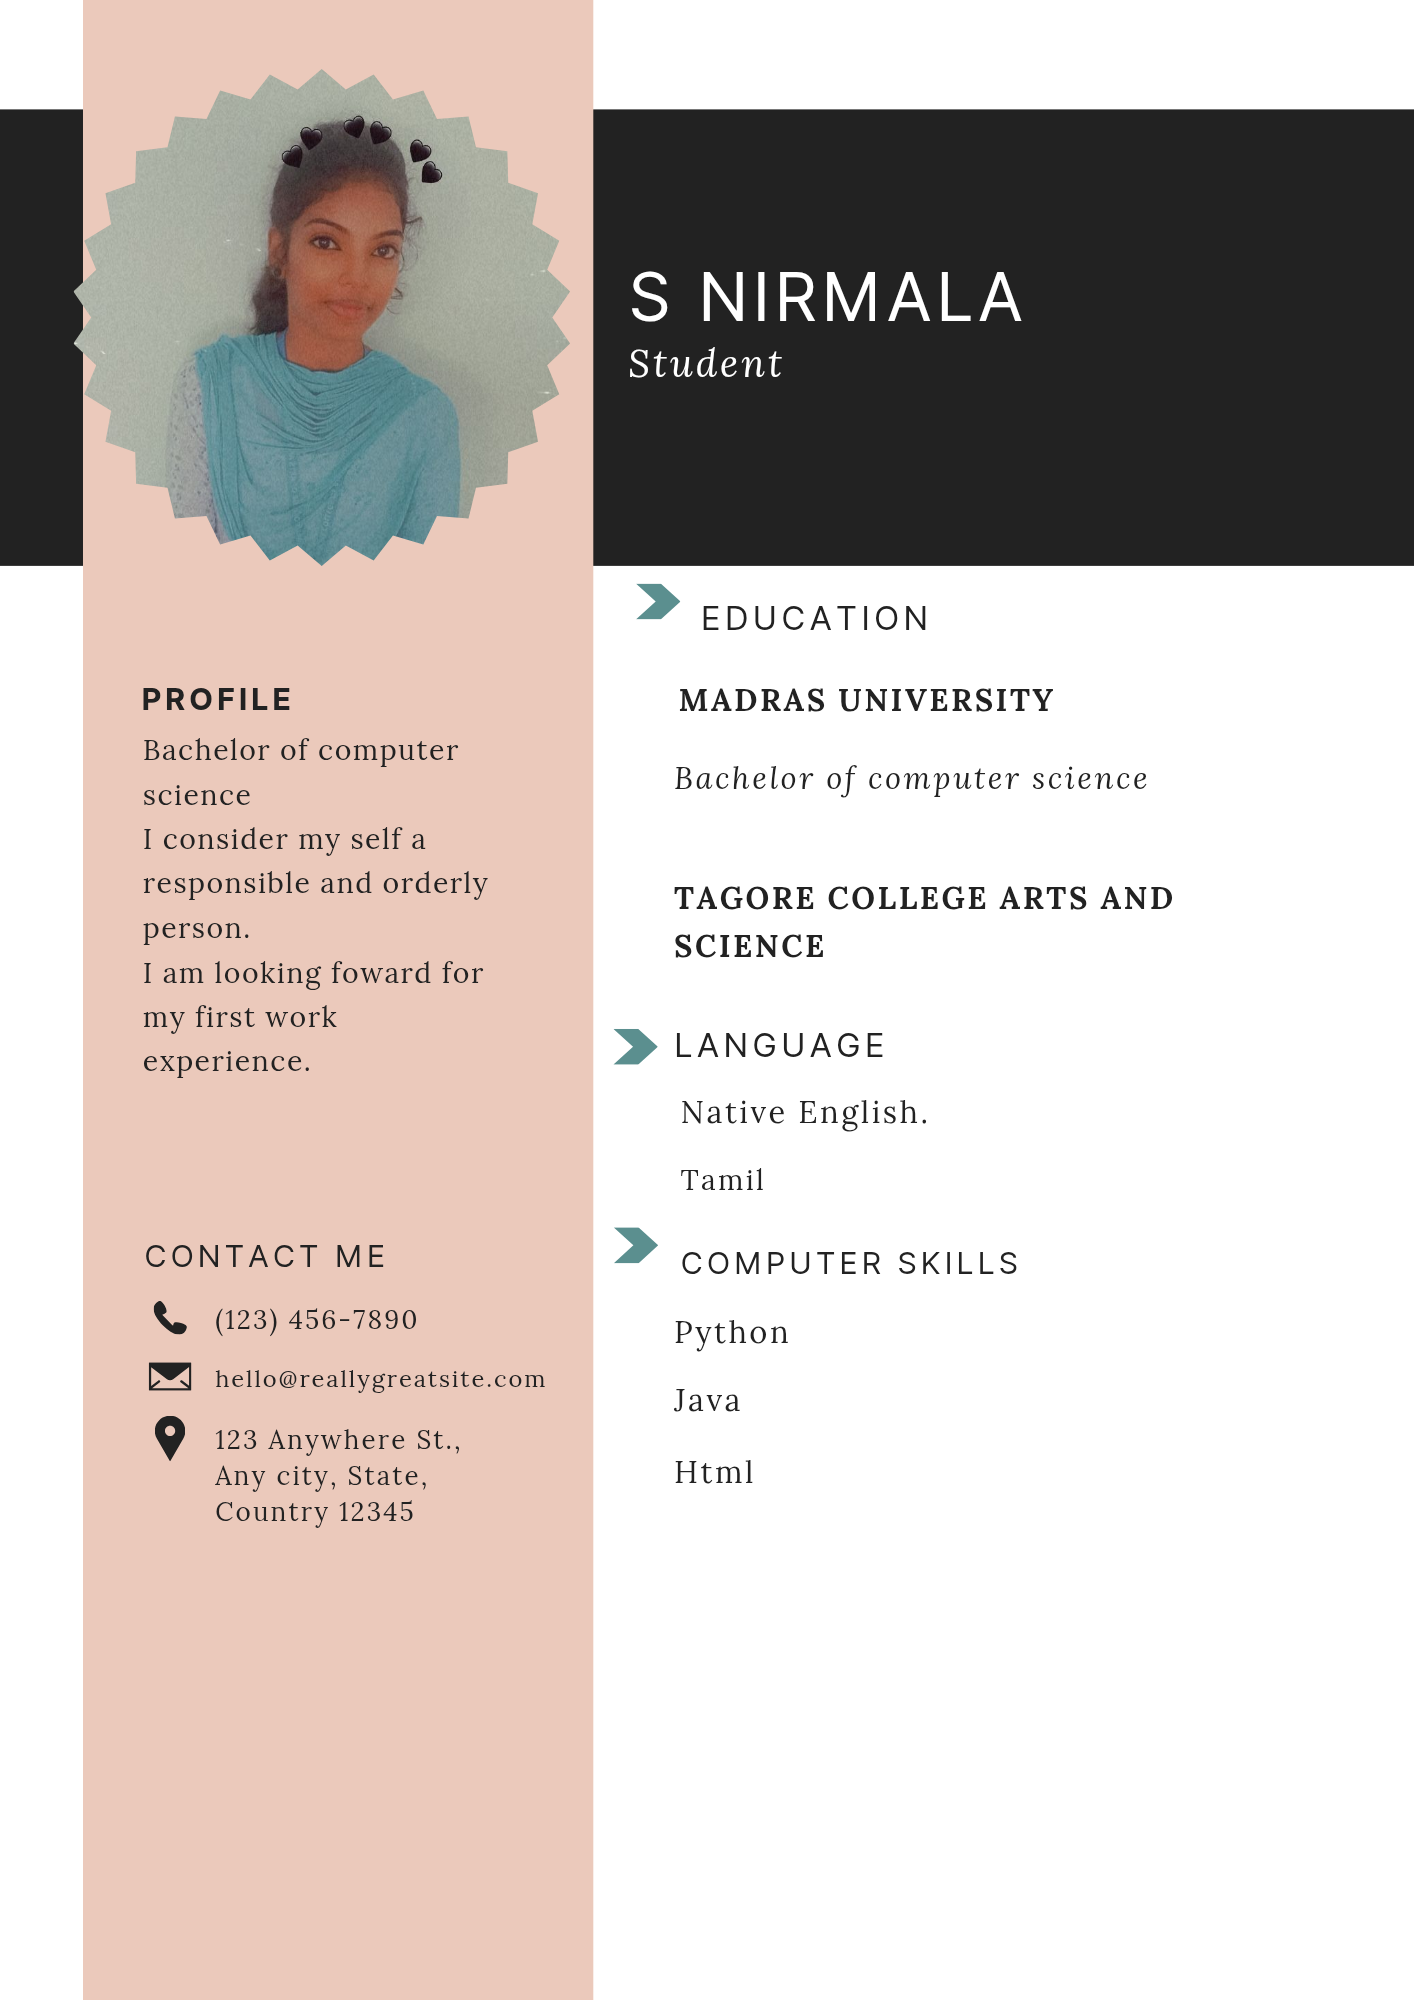 S NIRMALA
Student
PROFILE
Bachelor of computer
science
I consider my self a
responsible and orderly
person.
I am looking foward for
my first work
experience.
CONTACT ME
(123) 456-7890
hello@reallygreatsite.com
123 Anywhere St.,
Any city, State,
Country 12345
EDUCATION
MADRAS UNIVERSITY
Bachelor of computer science
TAGORE COLLEGE ARTS AND
SCIENCE
LANGUAGE
Native English.
Tamil
COMPUTER SKILLS
Python
Java
Html